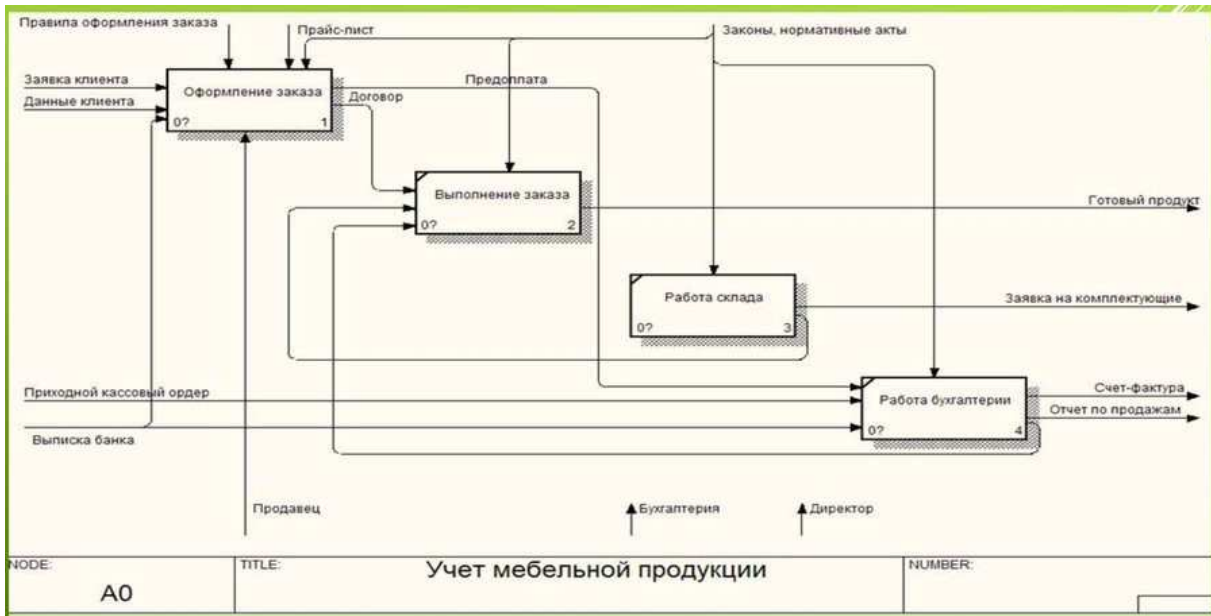 Правила оформления заказа
Прайс-лист
Законы, нормативные акты
Заявка клиента
Данные клиента
Оформление заказа
0? 1
Предоплата
Договор
Выполнение заказа
0? 2
Готовый продукт
Работа склада
0? 3
Заявка на комплектующие
Приходной кассовый ордер
Выписка банка
Работа бухгалтерии
0? 4
Счет-фактура
Отчет по продажам
Продавец
Бухгалтерия
Директор
NODE:
A0
TITLE:
Учет мебельной продукции
NUMBER: